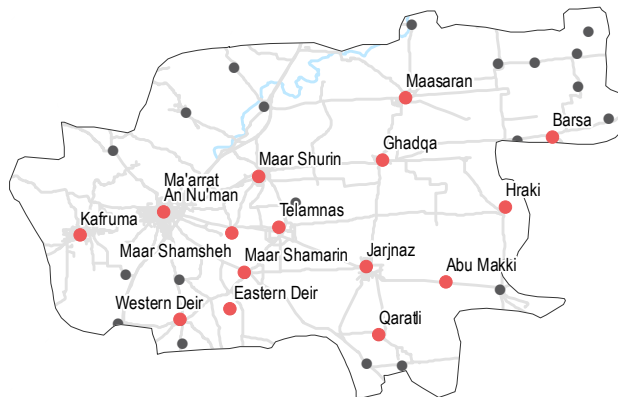 Maasaran
Barsa
Ghadqa
Maar Shurin
Ma'arrat
An Nu'man
Hraki
Kafruma
Telamnas
Maar Shamsheh
Maar Shamarin
Jarjnaz
Abu Makki
Western Deir
Eastern Deir
Qaratli